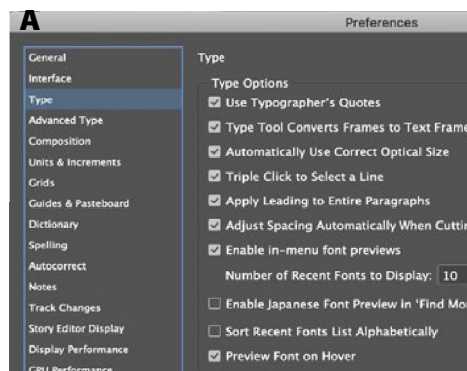 A
Preferences
General
Interface
Type
Advanced Type
Composition
Units & Increments
Grids
Guides & Pasteboard
Dictionary
Spelling
Autocorrect
Notes
Track Changes
Story Editor Display
Display Performance
GPU Performance
Type
Type Options
Use Typographer's Quotes
Type Tool Converts Frames to Text Frame
Automatically Use Correct Optical Size
Triple Click to Select a Line
Apply Leading to Entire Paragraphs
Adjust Spacing Automatically When Cuttin
Enable in-menu font previews
Number of Recent Fonts to Display: 10
Enable Japanese Font Preview in 'Find Mo
Sort Recent Fonts List Alphabetically
Preview Font on Hover